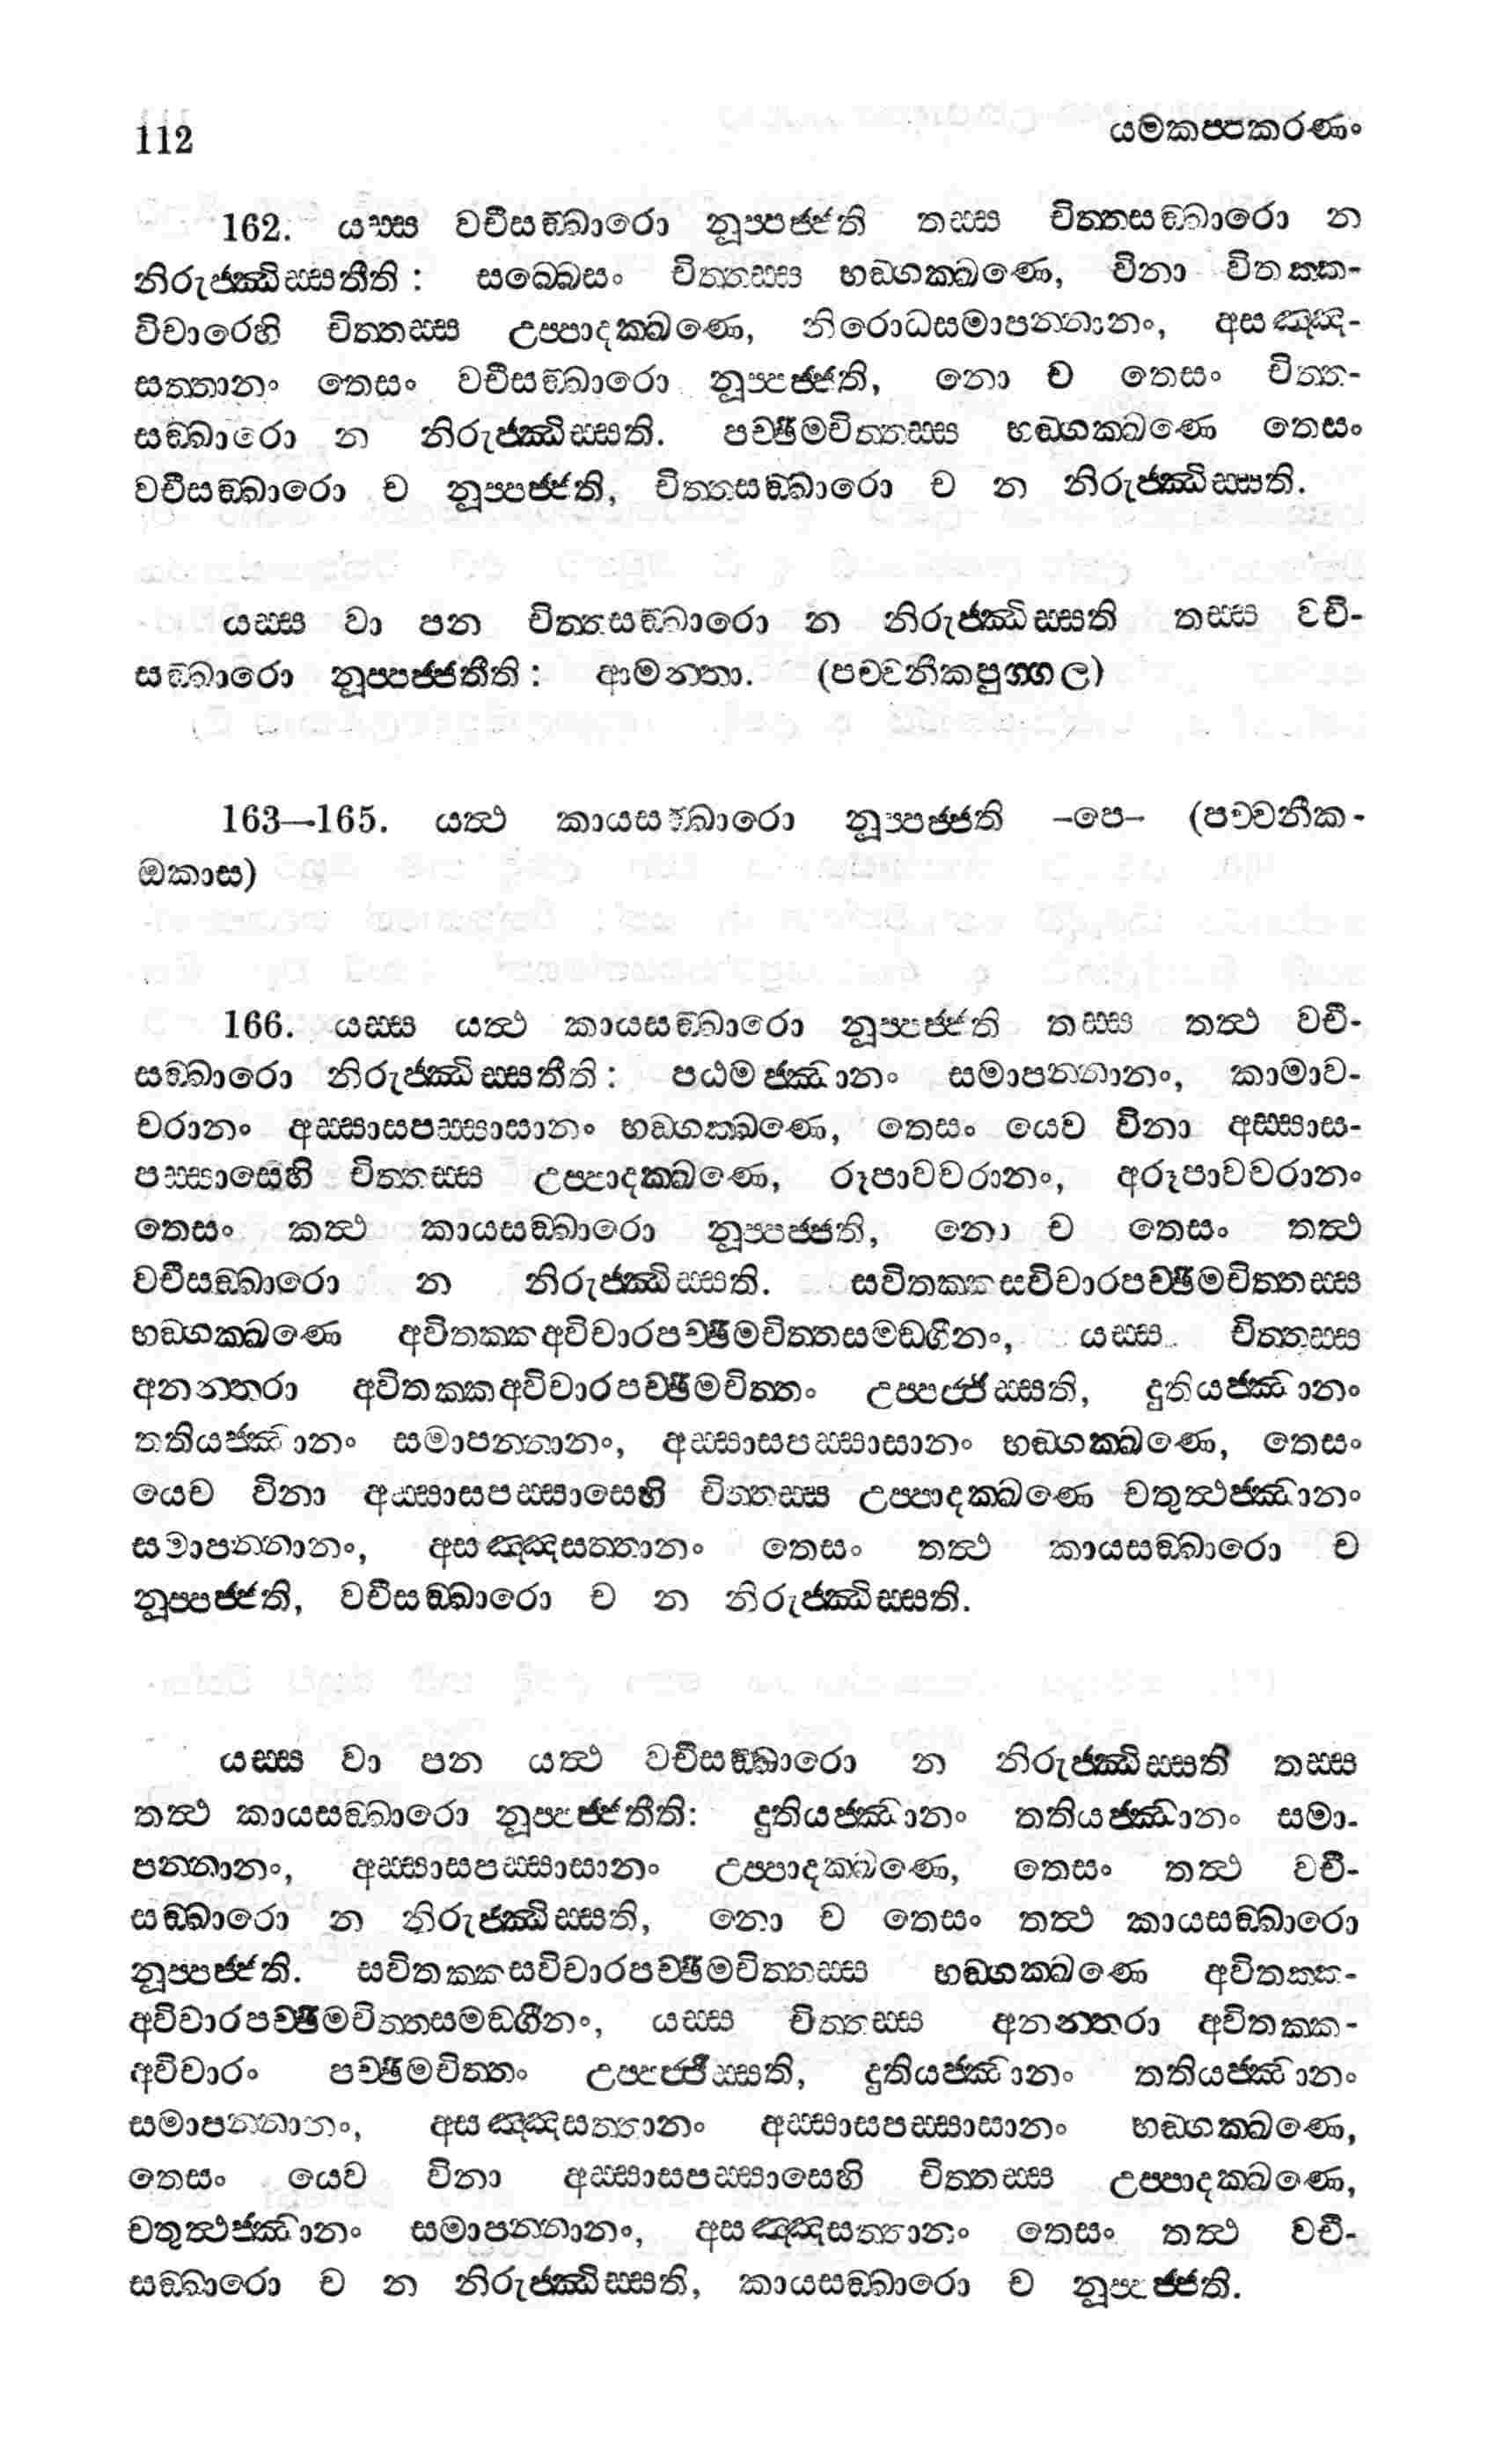 112 යමකප්පකරණං
162. යස්ස වචීසඞ්ඛාරො නූප්පජ්ජති තස්ස චිත්තසඞ්ඛාරො න
නිරුජ්ඣිස්සතීති: සබ්බෙසං චිත්තස්ස භඞ්ගක්ඛණෙ, විනා විතක්ක-
විචාරෙහි චිත්තස්ස උප්පාදක්ඛණෙ, නිරොධසමාපන්නානං, අසඤ්ඤ-
සත්තානං තෙසං වචීසඞ්ඛාරො නූප්පජ්ජති, නො ච තෙසං චිත්ත-
සඞ්ඛාරො න නිරුජ්ඣිස්සති. පච්ඡිමචිත්තස්ස භඞ්ගක්ඛණෙ තෙසං
වචීසඞ්ඛාරො ච නූප්පජ්ජති, චිත්තසඞ්ඛාරො ච න නිරුජ්ඣිස්සති.
යස්ස වා පන චිත්තසඞ්ඛාරො න නිරුජ්ඣිස්සති තස්ස වචී-
සඞ්ඛාරො නූප්පජ්ජතීති: ආමන්තා. (පච්චනීකපුග්ගල)
163—165. යත්ථ කායසඞ්ඛාරො නූප්පජ්ජති -පෙ- (පච්චනීක-
ඔකාස)
166. යස්ස යත්ථ කායසඞ්ඛාරො නූප්පජ්ජති තස්ස තත්ථ වචී-
සඞ්ඛාරො නිරුජ්ඣිස්සතීති: පඨමජ්ඣානං සමාපන්නානං, කාමාව-
චරානං අස්සාසපස්සාසානං භඞ්ගක්ඛණෙ, තෙසං යෙව විනා අස්සාස-
පස්සාසෙහි චිත්තස්ස උප්පාදක්ඛණෙ, රූපාවචරානං, අරූපාවචරානං
තෙසං කත්ථ කායසඞ්ඛාරො නූප්පජ්ජති, නො ච තෙසං තත්ථ
වචීසඞ්ඛාරො න නිරුජ්ඣිස්සති. සවිතක්කසවිචාරපච්ඡිමචිත්තස්ස
භඞ්ගක්ඛණෙ අවිතක්කඅවිචාරපච්ඡිමචිත්තසමඞ්ගීනං, යස්ස චිත්තස්ස
අනන්තරා අවිතක්කඅවිචාරපච්ඡිමචිත්තං උප්පජ්ජිස්සති, දුතියජ්ඣානං
තතියජ්ඣානං සමාපන්නානං, අස්සාසපස්සාසානං භඞ්ගක්ඛණෙ, තෙසං
යෙව විනා අස්සාසපස්සාසෙහි චිත්තස්ස උප්පාදක්ඛණෙ චතුත්ථජ්ඣානං
සමාපන්නානං, අසඤ්ඤසත්තානං තෙසං තත්ථ කායසඞ්ඛාරො ච
නූප්පජ්ජති, වචීසඞ්ඛාරො ච න නිරුජ්ඣිස්සති.
යස්ස වා පන යත්ථ වචීසඞ්ඛාරො න නිරුජ්ඣිස්සති තස්ස
තත්ථ කායසඞ්ඛාරො නූප්පජ්ජතීති: දුතියජ්ඣානං තතියජ්ඣානං සමා-
පන්නානං, අස්සාසපස්සාසානං උප්පාදක්ඛණෙ, තෙසං තත්ථ වචී-
සඞ්ඛාරො න නිරුජ්ඣිස්සති, නො ච තෙසං තත්ථ කායසඞ්ඛාරො
නූප්පජ්ජති. සවිතක්කසවිචාරපච්ඡිමචිත්තස්ස භඞ්ගක්ඛණෙ අවිතක්ක-
අවිචාරපච්ඡිමචිත්තසමඞ්ගීනං, යස්ස චිත්තස්ස අනන්තරා අවිතක්ක-
අවිචාරං පච්ඡිමචිත්තං උප්පජ්ජිස්සති, දුතියජ්ඣානං තතියජ්ඣානං
සමාපන්නානං, අසඤ්ඤසත්තානං අස්සාසපස්සාසානං භඞ්ගක්ඛණෙ,
තෙසං යෙව විනා අස්සාසපස්සාසෙහි චිත්තස්ස උප්පාදක්ඛණෙ,
චතුත්ථජ්ඣානං සමාපන්නානං, අසඤ්ඤසත්තානං තෙසං තත්ථ වචී-
සඞ්ඛාරො ච න නිරුජ්ඣිස්සති, කායසඞ්ඛාරො ච නූප්පජ්ජති.